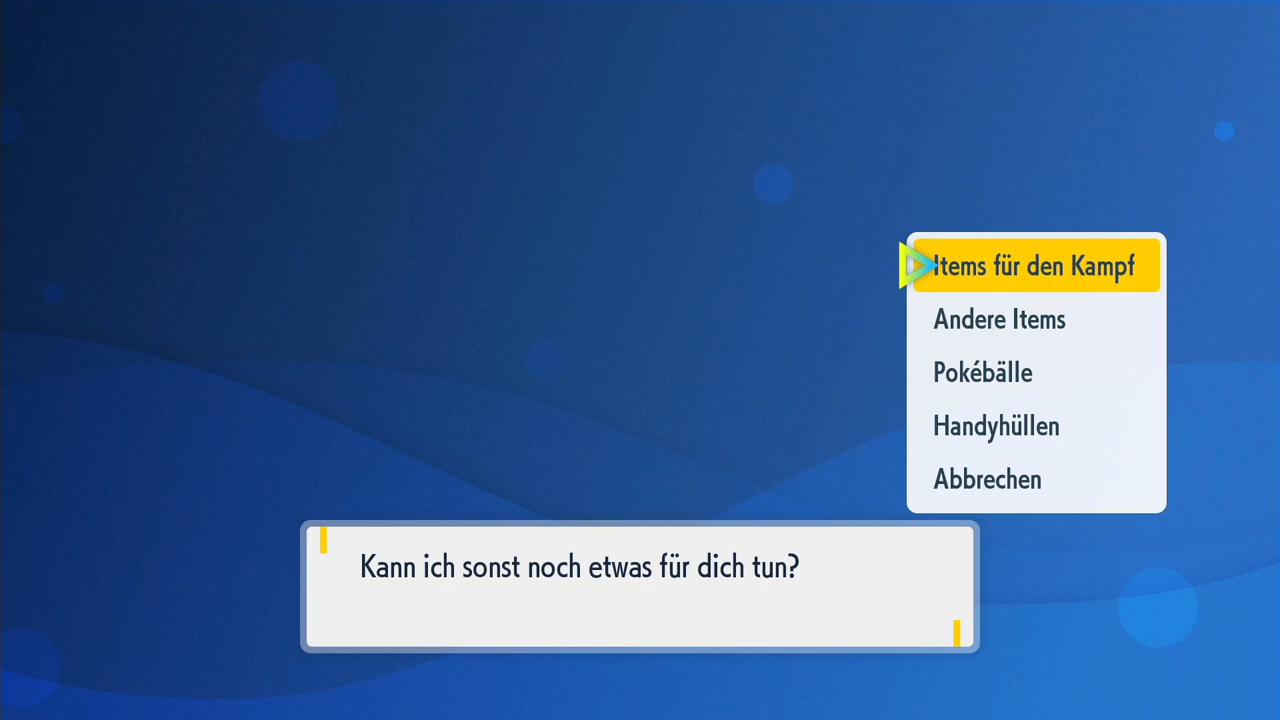 Items für den Kampf
Andere Items
Pokébälle
Handyhüllen
Abbrechen
Kann ich sonst noch etwas für dich tun?